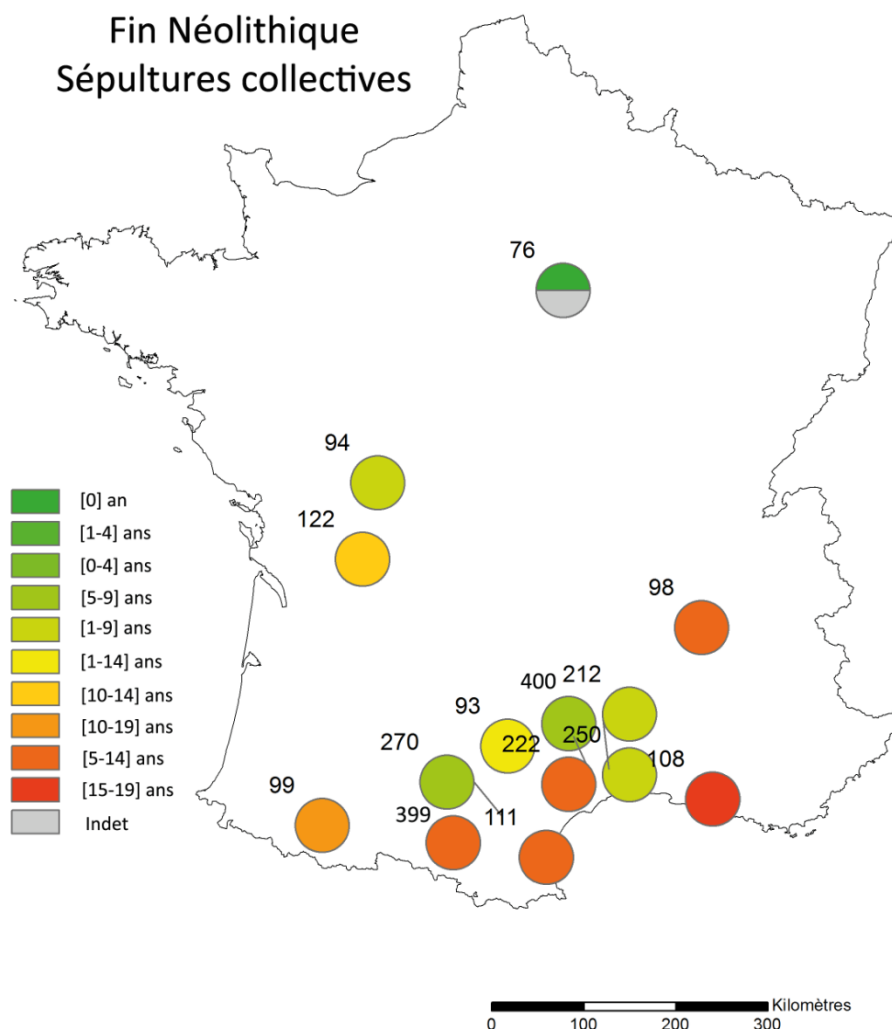 Fin Néolithique
Sépultures collectives
76
94
122
98
400 212
93 222 250
270 108
99 399 111
[0] an
[1-4] ans
[0-4] ans
[5-9] ans
[1-9] ans
[1-14] ans
[10-14] ans
[10-19] ans
[5-14] ans
[15-19] ans
Indet
Kilomètres
0 100 200 300